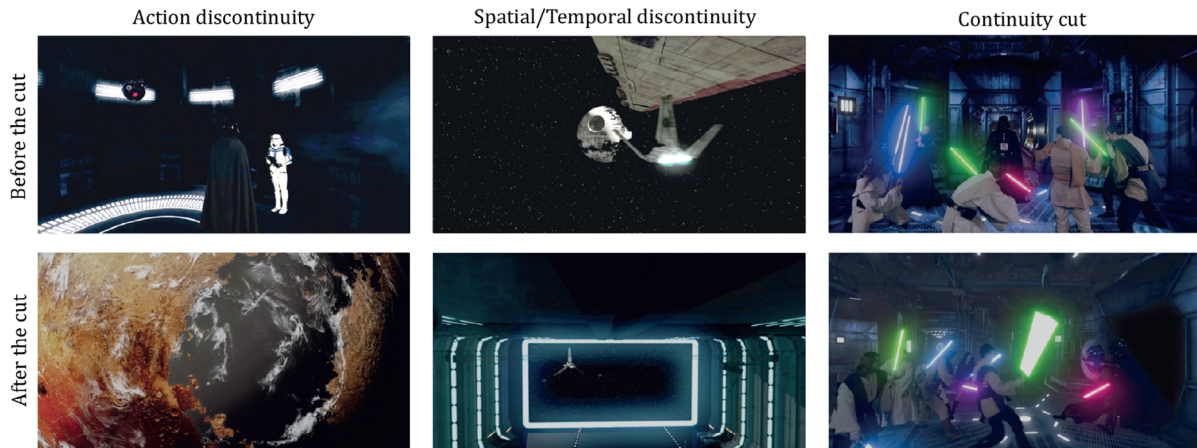 Action discontinuity
Spatial/Temporal discontinuity
Continuity cut
Before the cut
After the cut